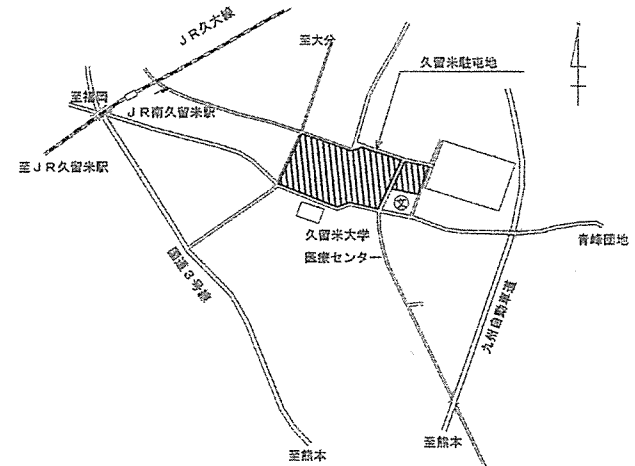 JR久大線
至大分
久留米駐屯地
至福岡
JR南久留米駅
至JR久留米駅
久留米大学
医療センター
青峰団地
国道3号線
九州自動車道
至熊本
至熊本